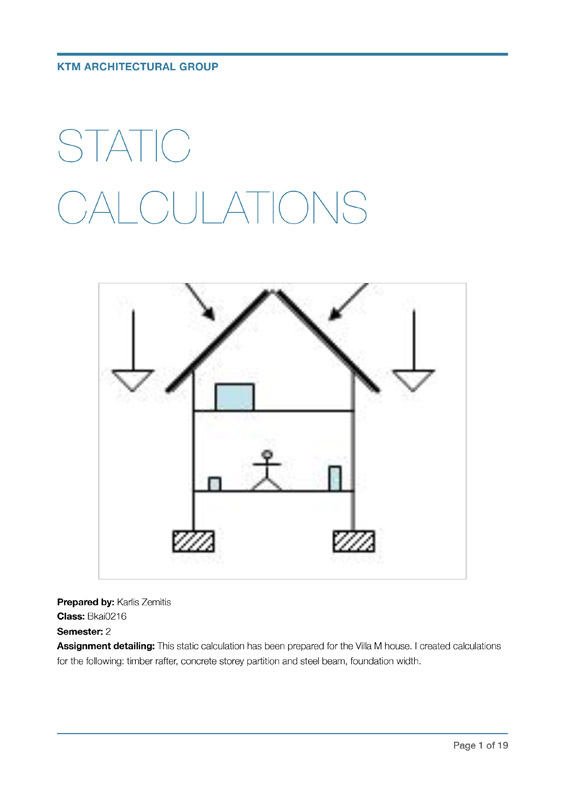 KTM ARCHITECTURAL GROUP
STATIC
CALCULATIONS
Prepared by: Karlis Zemitis
Class: Bkai0216
Semester: 2
Assignment detailing: This static calculation has been prepared for the Villa M house. I created calculations
for the following: timber rafter, concrete storey partition and steel beam, foundation width.
Page 1 of 19